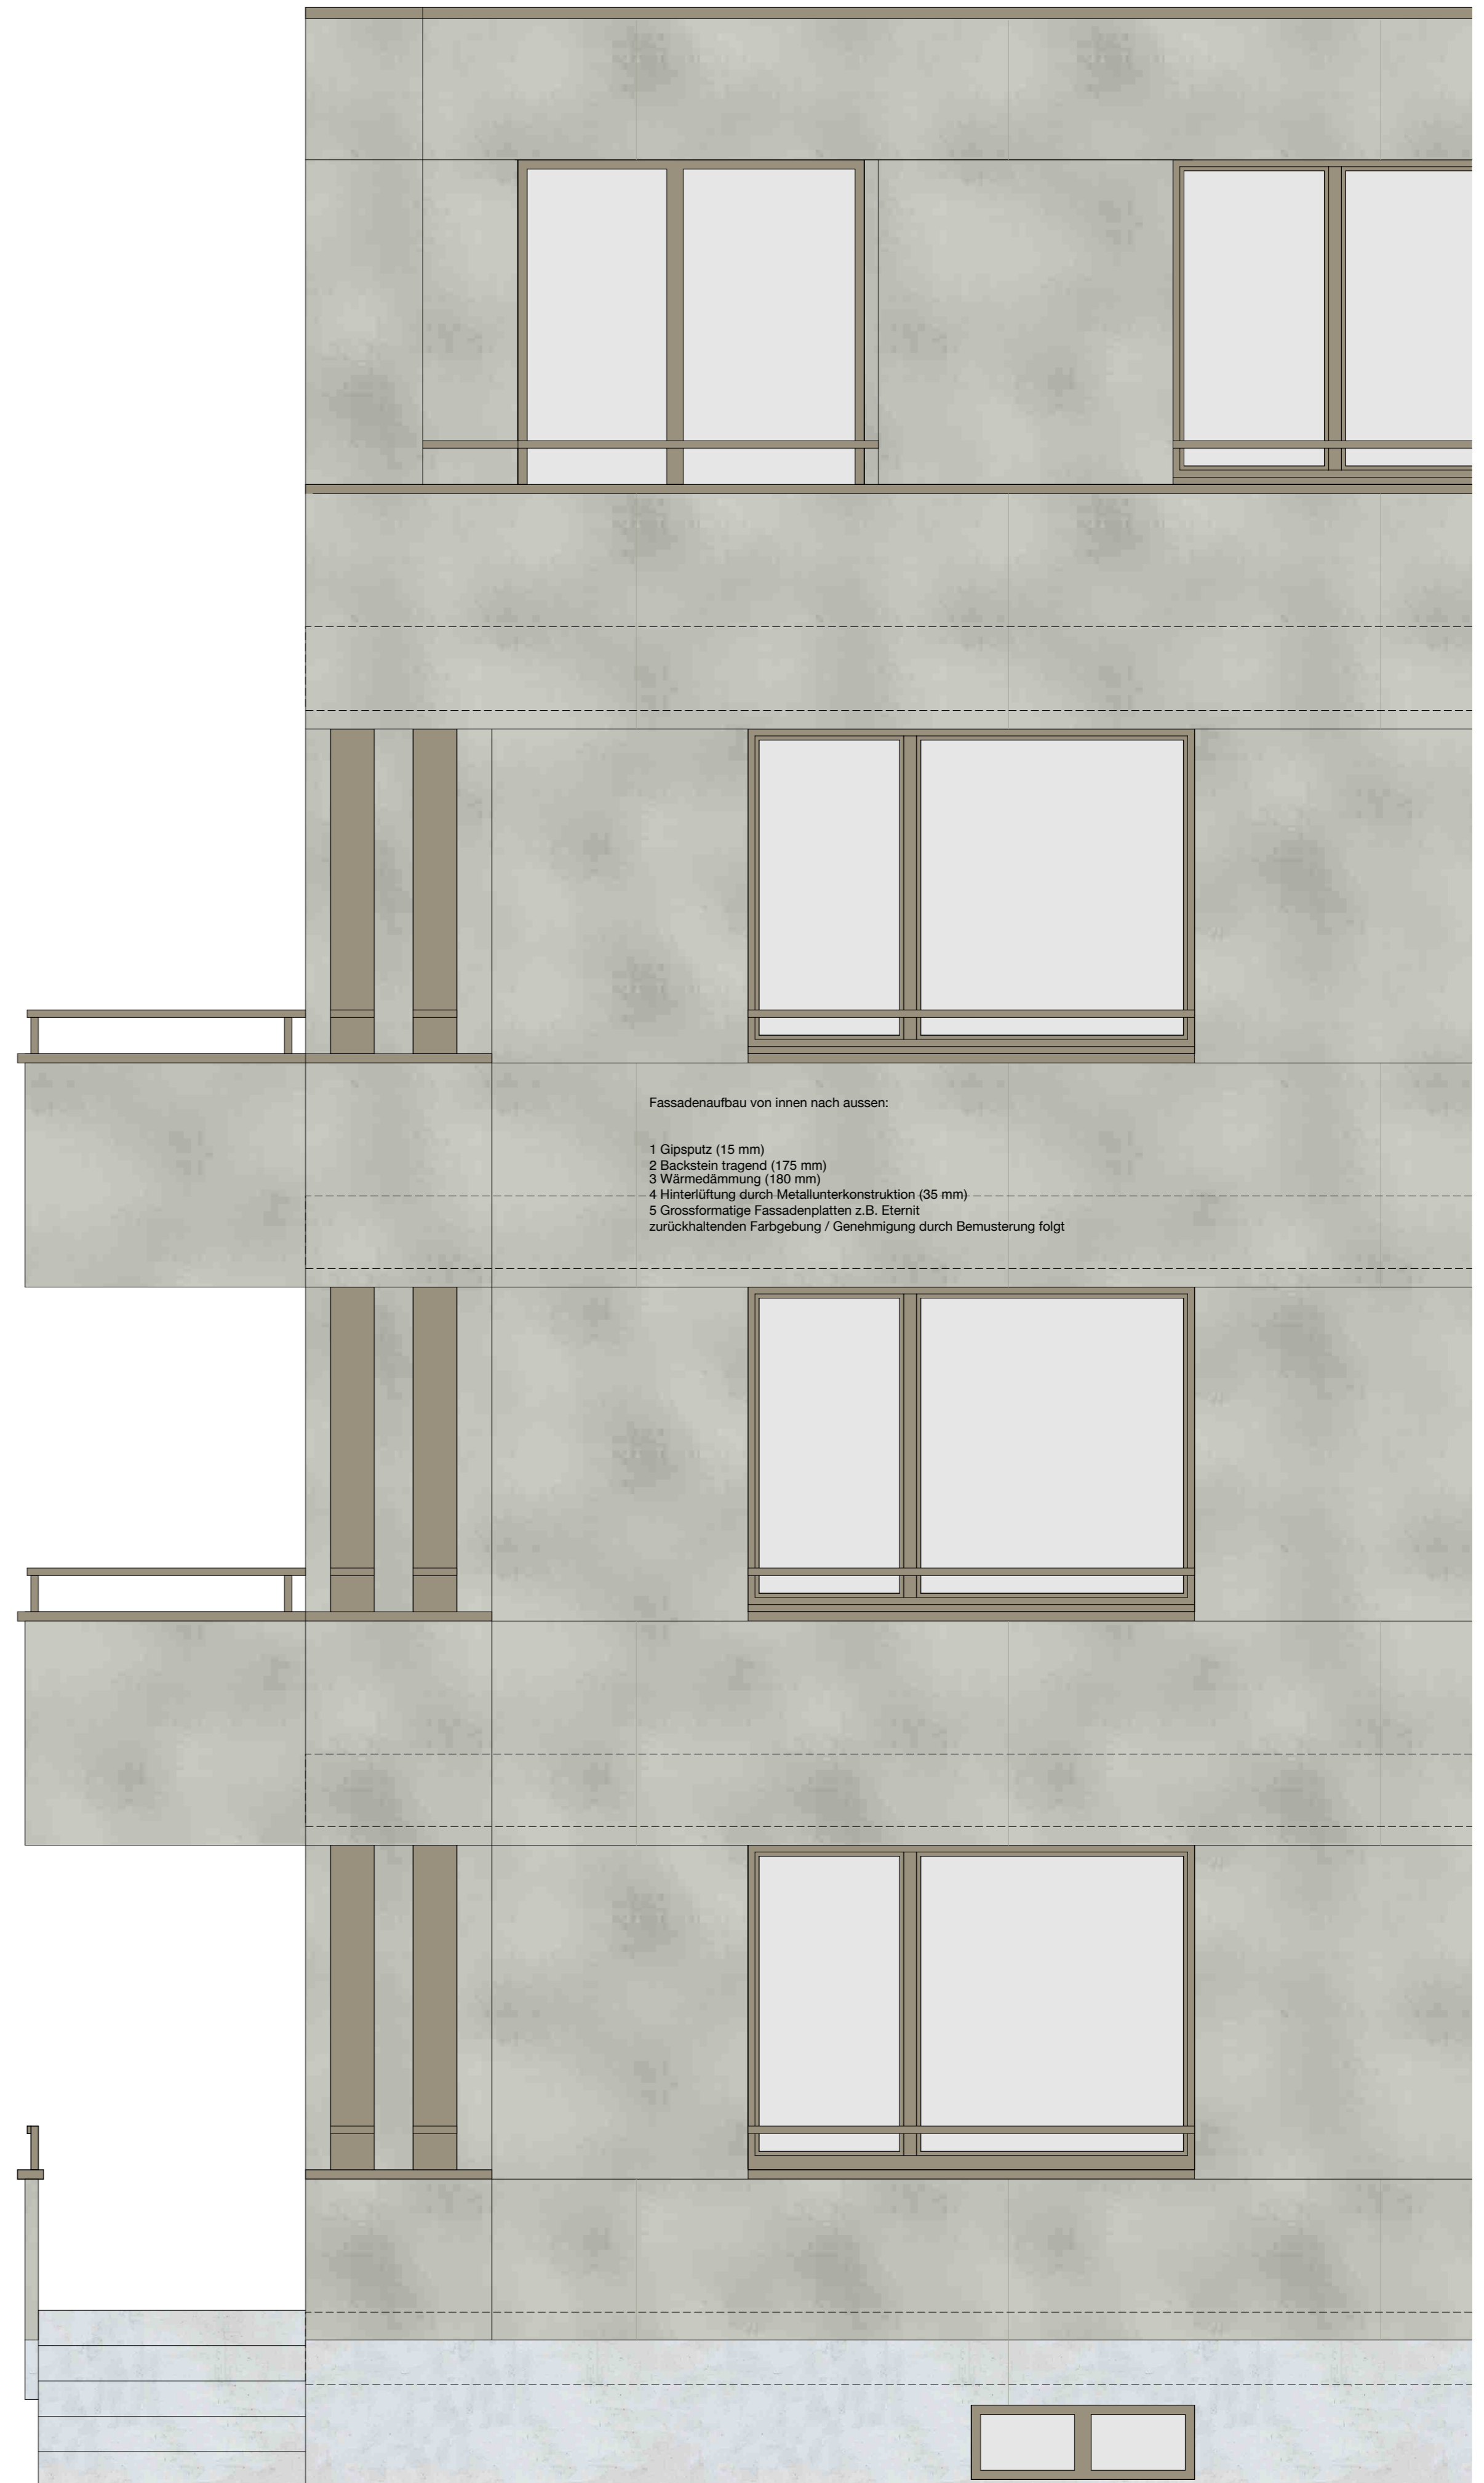 Fassadenaufbau von innen nach aussen:
1 Gipsputz (15 mm)
2 Backstein tragend (175 mm)
3 Wärmedämmung (180 mm)
4 Hinterlüftung durch Metallunterkonstruktion (35 mm)
5 Grossformatige Fassadenplatten z.B. Eternit
zurückhaltenden Farbgebung / Genehmigung durch Bemusterung folgt